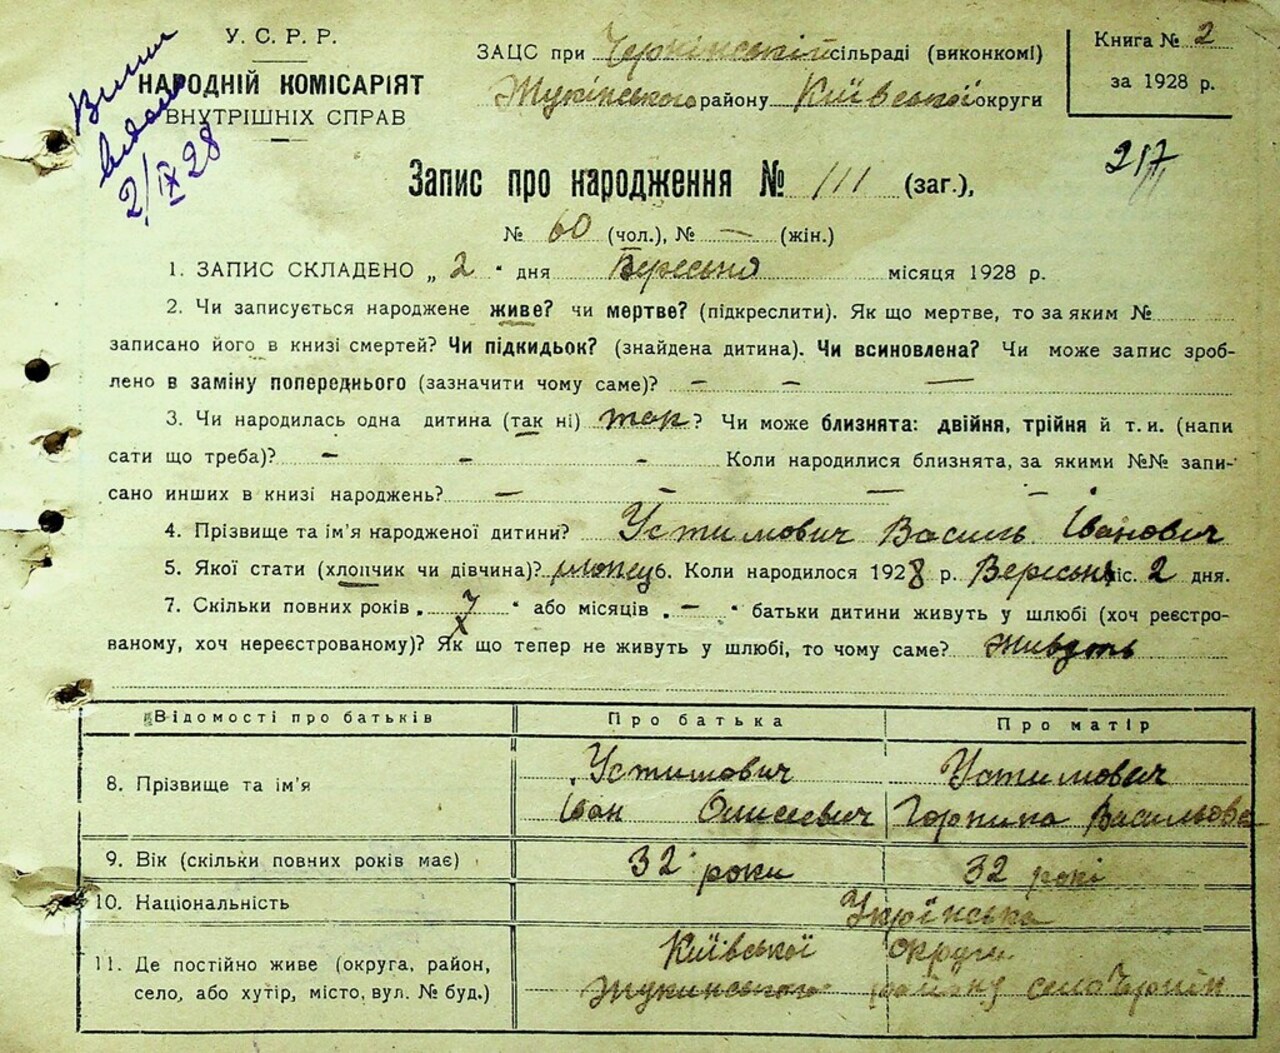 У. С. Р. Р.
НАРОДНІЙ КОМІСАРІЯТ
ВНУТРІШНІХ СПРАВ
2/IX 28
ЗАЦС при Чернінській сільраді (виконкомі)
Жукінського району Київської округи
Книга № 2
за 1928 р.
217
Запис про народження № 111 (заг.),
№ 60 (чол.), № — (жін.)
1. ЗАПИС СКЛАДЕНО „ 2 " дня Вересня місяця 1928 р.
2. Чи записується народжене живе? чи мертве? (підкреслити). Як що мертве, то за яким №
записано його в книзі смертей? Чи підкидьок? (знайдена дитина). Чи всиновлена? Чи може запис зроб-
лено в заміну попереднього (зазначити чому саме)? — — —
3. Чи народилась одна дитина (так ні) так? Чи може близнята: двійня, трійня й т. и. (напи
сати що треба)? — — — Коли народилися близнята, за якими №№ запи-
сано инших в книзі народжень? — — — —
4. Прізвище та ім'я народженої дитини? Устимович Василь Іванович
5. Якої стати (хлопчик чи дівчина)? хлопец 6. Коли народилося 1928 р. Вересня міс. 2 дня.
7. Скільки повних років „ 7 " або місяців „ — " батьки дитини живуть у шлюбі (хоч реєстро-
ваному, хоч нереєстрованому)? Як що тепер не живуть у шлюбі, то чому саме? живуть
Відомості про батьків Про батька Про матір
8. Прізвище та ім'я Устимович Устимович
Іван Олисеевич Горпина Васильова
9. Вік (скільки повних років має) 32 роки 32 рокі
10. Національність Українська
11. Де постійно живе (округа, район, Київської округи
село, або хутір, місто, вул. № буд.) Жукинського району село Чернін